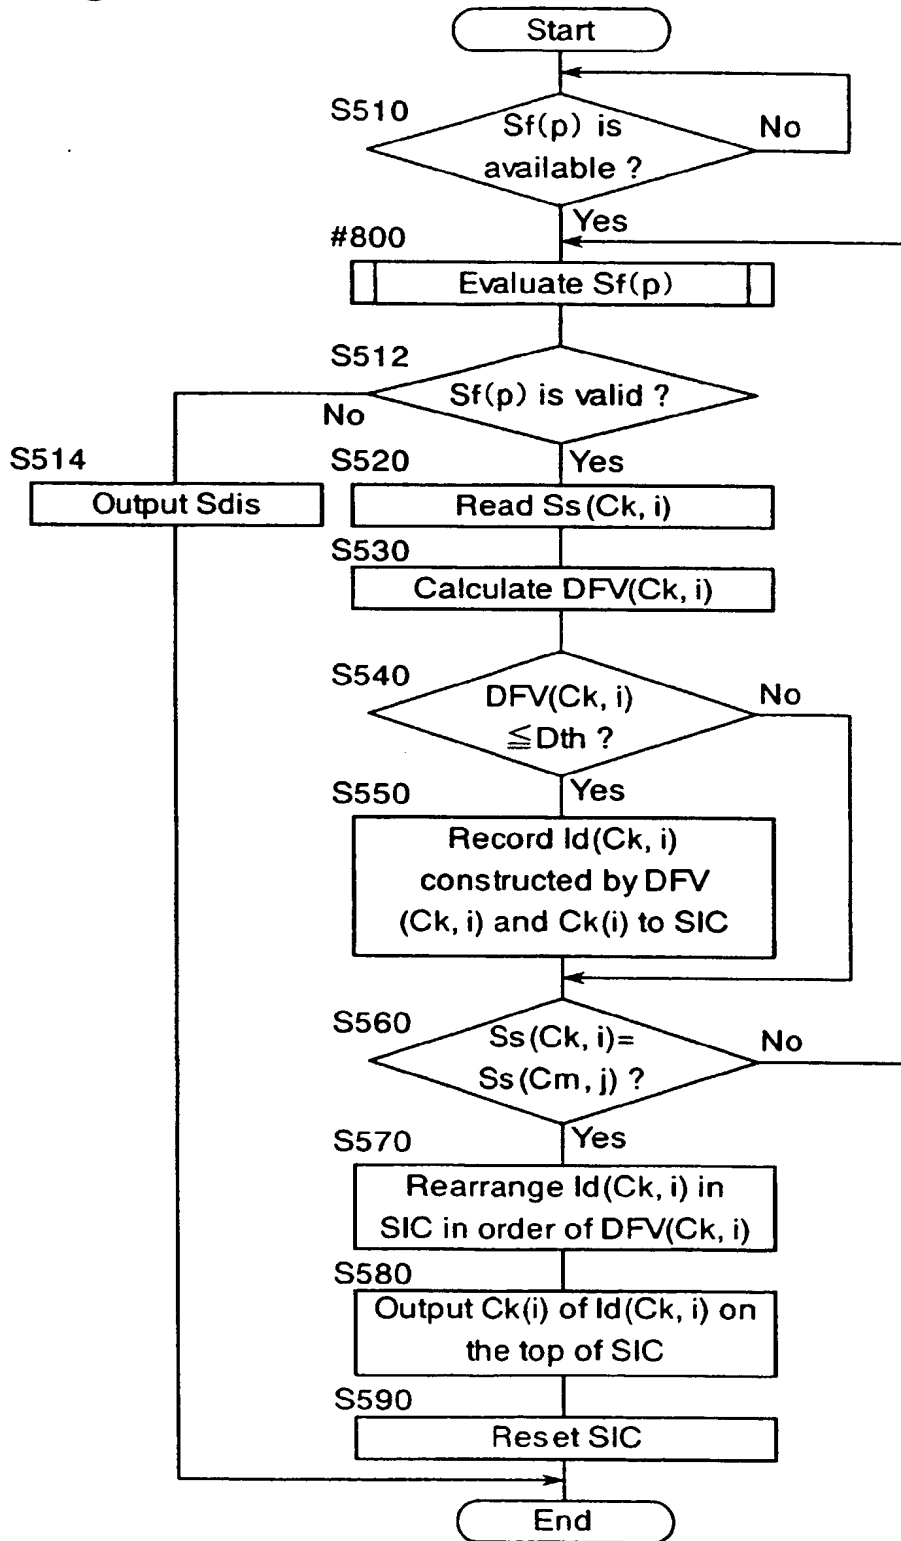 Start
S510
Sf(p) is
available ?
No
Yes
#800
Evaluate Sf(p)
S512
Sf(p) is valid ?
No
Yes
S514
Output Sdis
S520
Read Ss(Ck, i)
S530
Calculate DFV(Ck, i)
S540
DFV(Ck, i)
≦Dth ?
No
Yes
S550
Record Id(Ck, i)
constructed by DFV
(Ck, i) and Ck(i) to SIC
S560
Ss(Ck, i)=
Ss(Cm, j) ?
No
Yes
S570
Rearrange Id(Ck, i) in
SIC in order of DFV(Ck, i)
S580
Output Ck(i) of Id(Ck, i) on
the top of SIC
S590
Reset SIC
End